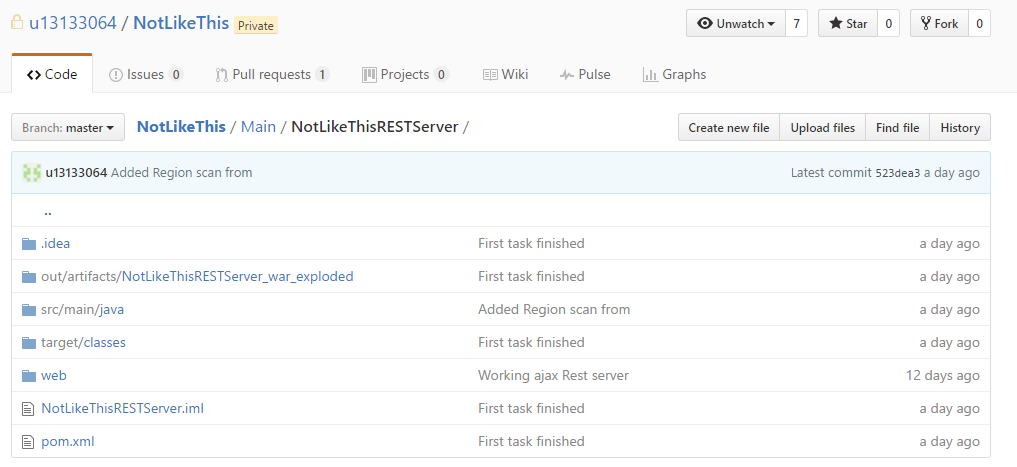 u13133064 / NotLikeThis Private Unwatch 7 Star 0 Fork 0
Code Issues 0 Pull requests 1 Projects 0 Wiki Pulse Graphs
Branch: master NotLikeThis / Main / NotLikeThisRESTServer / Create new file Upload files Find file History
u13133064 Added Region scan from Latest commit 523dea3 a day ago
..
.idea First task finished a day ago
out/artifacts/NotLikeThisRESTServer_war_exploded First task finished a day ago
src/main/java Added Region scan from a day ago
target/classes First task finished a day ago
web Working ajax Rest server 12 days ago
NotLikeThisRESTServer.iml First task finished a day ago
pom.xml First task finished a day ago